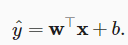 ŷ = w⊤x + b.